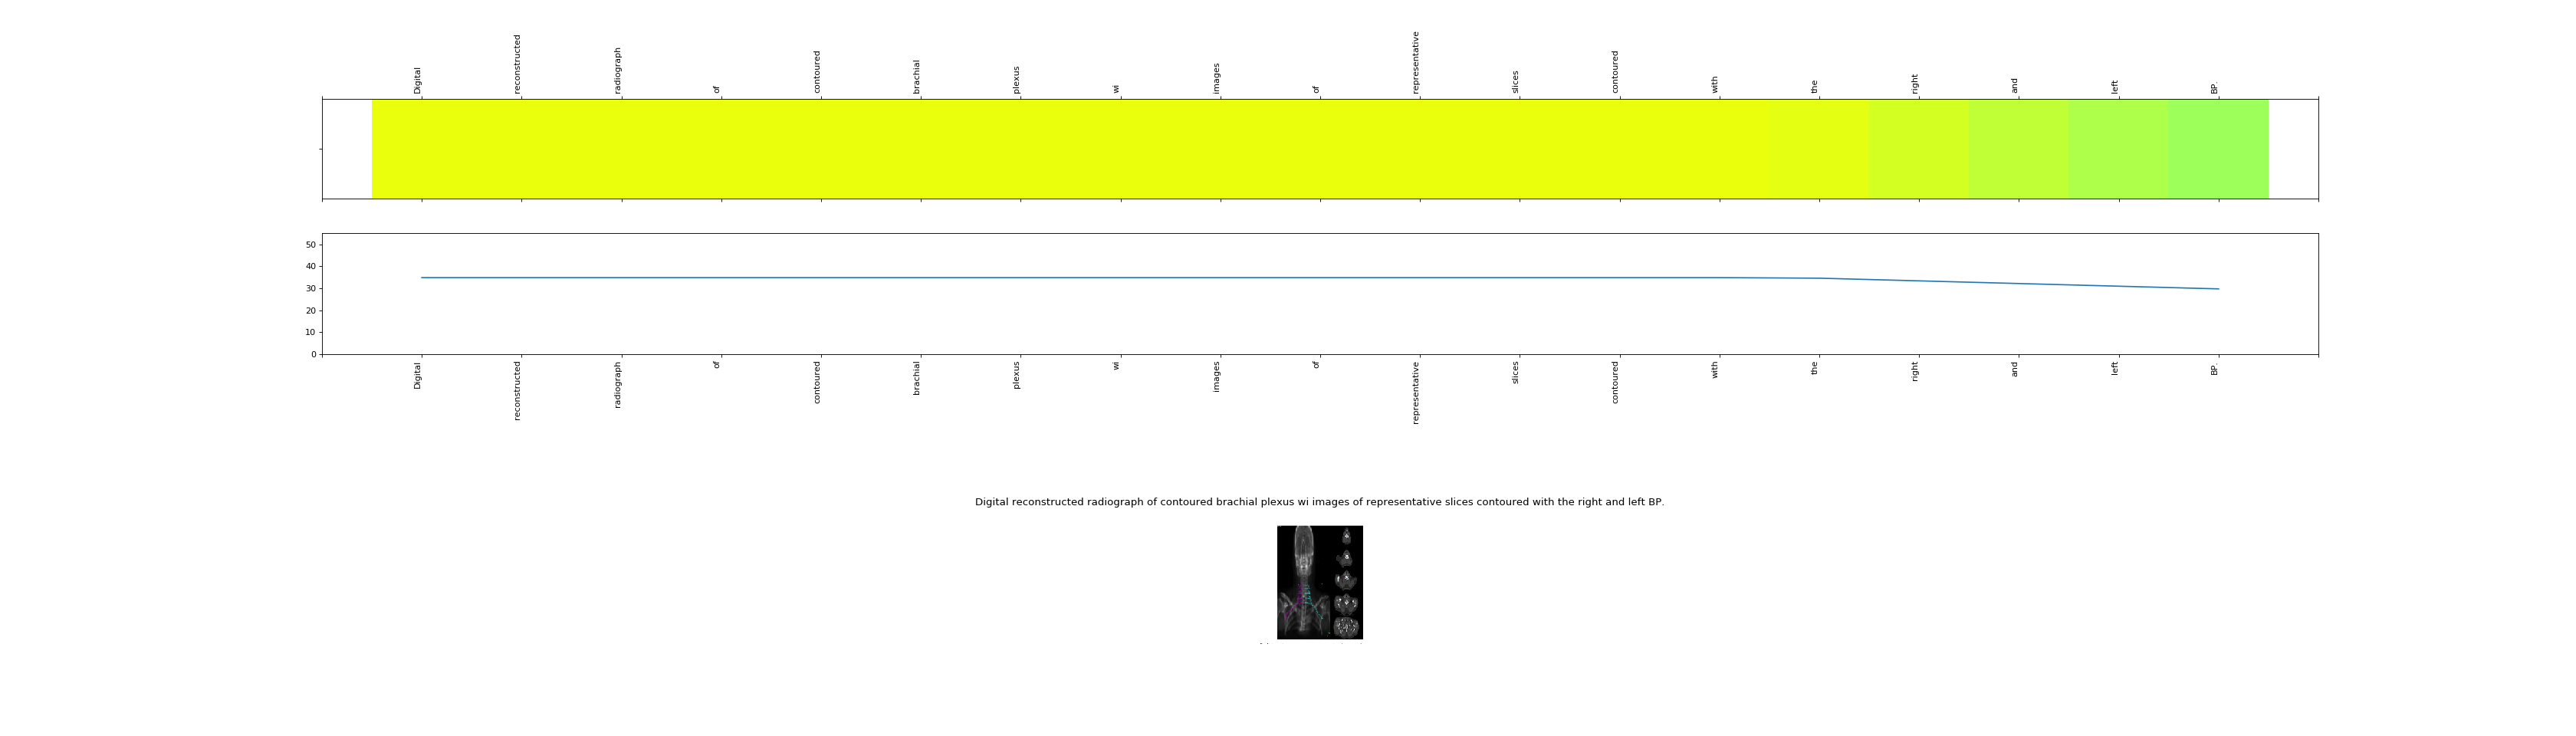 Digital reconstructed radiograph of contoured brachial plexus wi images of representative slices contoured with the right and left BP.
50
40
30
20
10
0
Digital reconstructed radiograph of contoured brachial plexus wi images of representative slices contoured with the right and left BP.
Digital reconstructed radiograph of contoured brachial plexus wi images of representative slices contoured with the right and left BP.